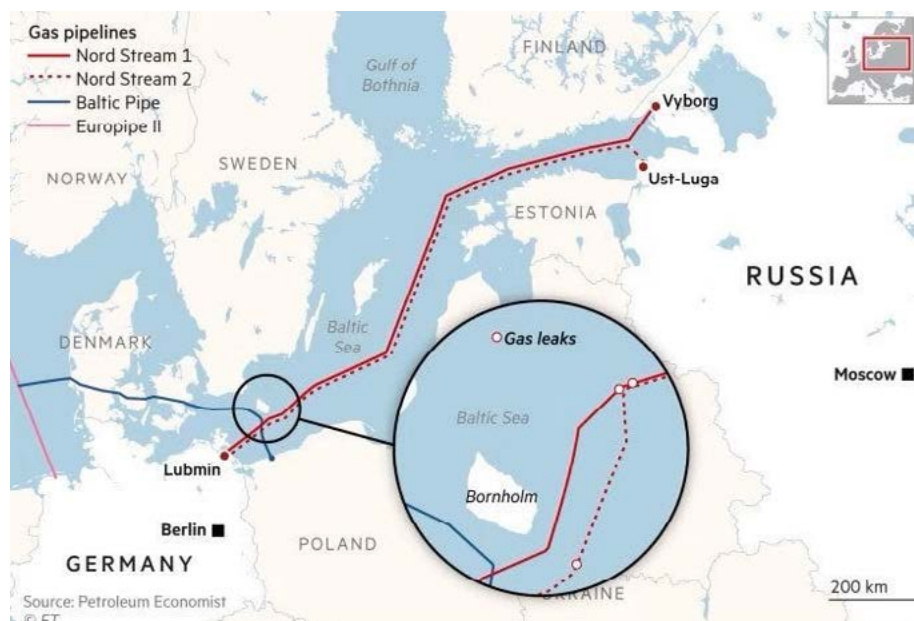 Gas pipelines
Nord Stream 1
Nord Stream 2
Baltic Pipe
Europipe II
FINLAND
Gulf of
Bothnia
Vyborg
SWEDEN
NORWAY
Ust-Luga
ESTONIA
RUSSIA
Baltic
Sea
DENMARK
Gas leaks
Moscow
Baltic Sea
Lubmin
Bornholm
Berlin
POLAND
GERMANY
UKRAINE
200 km
Source: Petroleum Economist
© FT